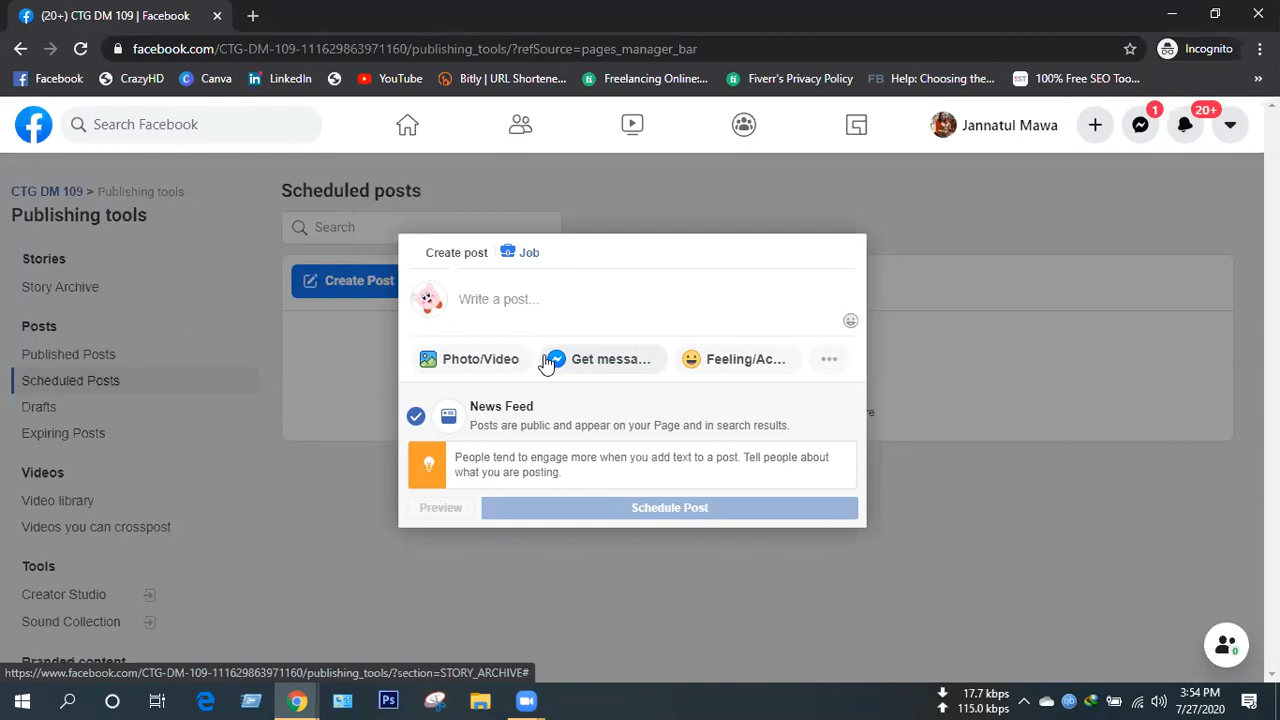 (20+) CTG DM 109 | Facebook
facebook.com/CTG-DM-109-111629863971160/publishing_tools/?refSource=pages_manager_bar
Incognito
Facebook
CrazyHD
Canva
LinkedIn
YouTube
Bitly | URL Shortene...
Freelancing Online:...
Fiverr's Privacy Policy
FB Help: Choosing the...
SST 100% Free SEO Too...
»
Search Facebook
Jannatul Mawa
1
20+
CTG DM 109 > Publishing tools
Publishing tools
Stories
Story Archive
Posts
Published Posts
Scheduled Posts
Drafts
Expiring Posts
Videos
Video library
Videos you can crosspost
Tools
Creator Studio
Sound Collection
Branded content
Scheduled posts
Search
Create Post
Create post
Job
Write a post...
Photo/Video
Get messa...
Feeling/Ac...
News Feed
Posts are public and appear on your Page and in search results.
People tend to engage more when you add text to a post. Tell people about
what you are posting.
Preview
Schedule Post
0
https://www.facebook.com/CTG-DM-109-111629863971160/publishing_tools/?section=STORY_ARCHIVE#
Ps
17.7 kbps
115.0 kbps
qb
3:54 PM
7/27/2020